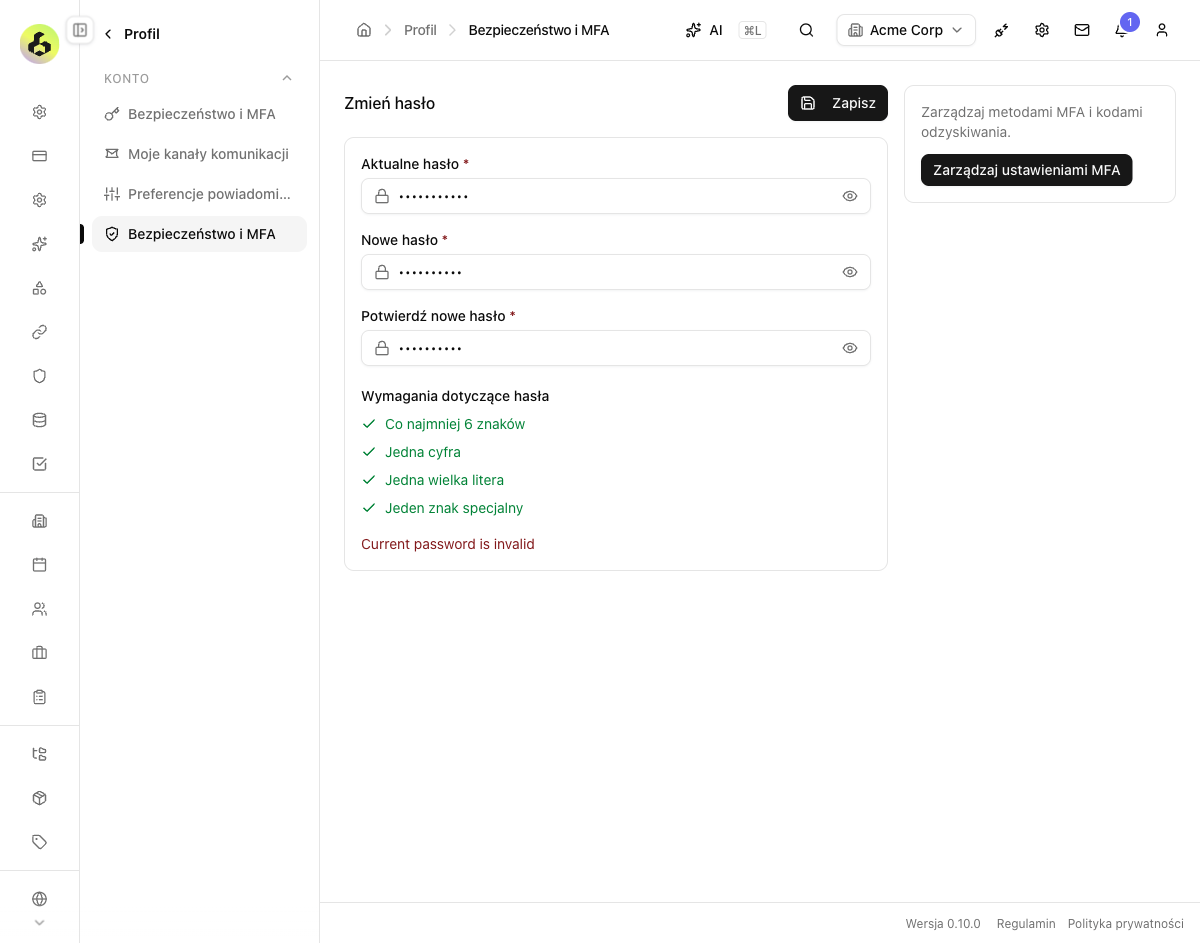 Profil
KONTO
Bezpieczeństwo i MFA
Moje kanały komunikacji
Preferencje powiadomi...
Bezpieczeństwo i MFA
Profil
Bezpieczeństwo i MFA
AI
⌘L
Acme Corp
1
Zmień hasło
Zapisz
Aktualne hasło *
•••••••••••
Nowe hasło *
••••••••••
Potwierdź nowe hasło *
••••••••••
Wymagania dotyczące hasła
Co najmniej 6 znaków
Jedna cyfra
Jedna wielka litera
Jeden znak specjalny
Current password is invalid
Zarządzaj metodami MFA i kodami
odzyskiwania.
Zarządzaj ustawieniami MFA
Wersja 0.10.0
Regulamin
Polityka prywatności